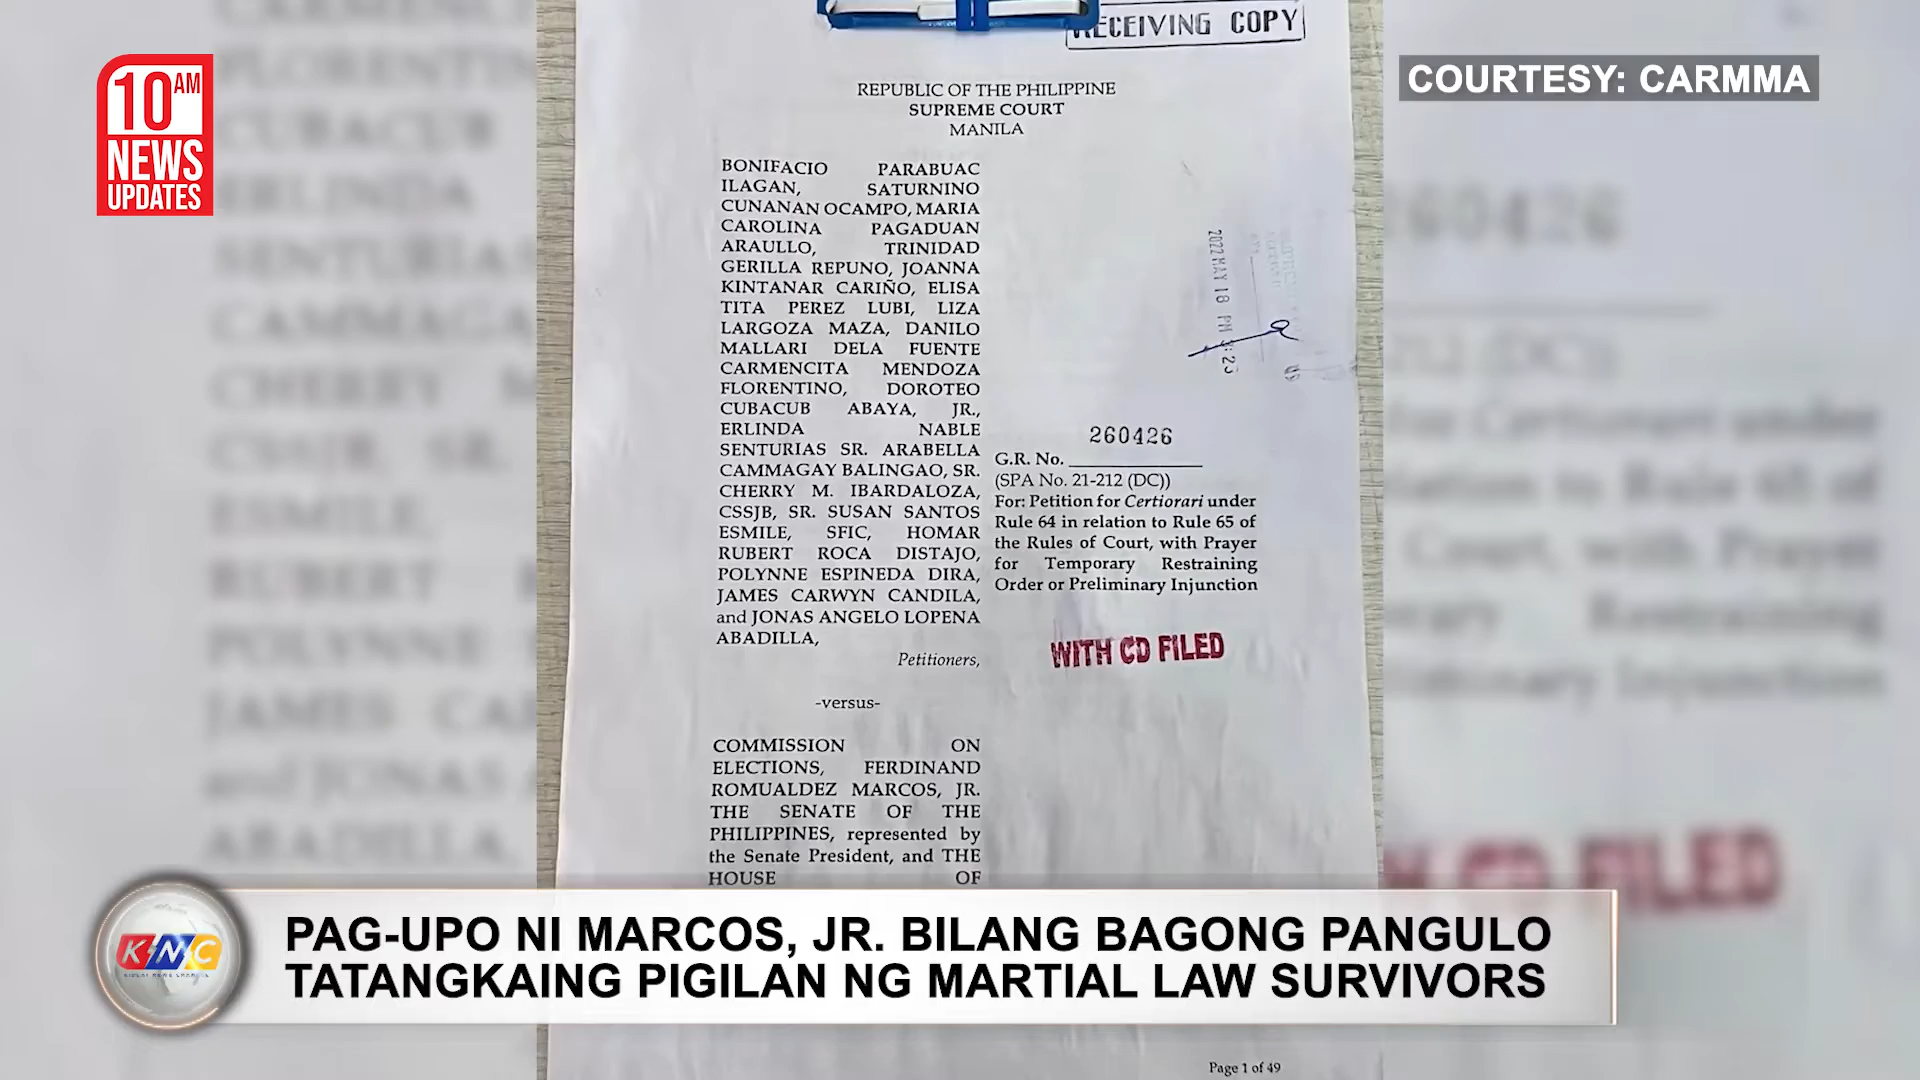 10 AM
NEWS
UPDATES
COURTESY: CARMMA
RECEIVING COPY
REPUBLIC OF THE PHILIPPINE
SUPREME COURT
MANILA
BONIFACIO PARABUAC
ILAGAN, SATURNINO
CUNANAN OCAMPO, MARIA
CAROLINA PAGADUAN
ARAULLO, TRINIDAD
GERILLA REPUNO, JOANNA
KINTANAR CARIÑO, ELISA
TITA PEREZ LUBI, LIZA
LARGOZA MAZA, DANILO
MALLARI DELA FUENTE
CARMENCITA MENDOZA
FLORENTINO, DOROTEO
CUBACUB ABAYA, JR.,
ERLINDA NABLE
SENTURIAS SR. ARABELLA
CAMMAGAY BALINGAO, SR.
CHERRY M. IBARDALOZA,
CSSJB, SR. SUSAN SANTOS
ESMILE, SFIC, HOMAR
RUBERT ROCA DISTAJO,
POLYNNE ESPINEDA DIRA,
JAMES CARWYN CANDILA,
and JONAS ANGELO LOPENA
ABADILLA,
Petitioners,
2022 MAY 18 PM
260426
G.R. No.
(SPA No. 21-212 (DC))
For: Petition for Certiorari under
Rule 64 in relation to Rule 65 of
the Rules of Court, with Prayer
for Temporary Restraining
Order or Preliminary Injunction
WITH CD FILED
-versus-
COMMISSION ON
ELECTIONS, FERDINAND
ROMUALDEZ MARCOS, JR.
THE SENATE OF THE
PHILIPPINES, represented by
the Senate President, and THE
HOUSE OF
KNC
PAG-UPO NI MARCOS, JR. BILANG BAGONG PANGULO
TATANGKAING PIGILAN NG MARTIAL LAW SURVIVORS
Page 1 of 49